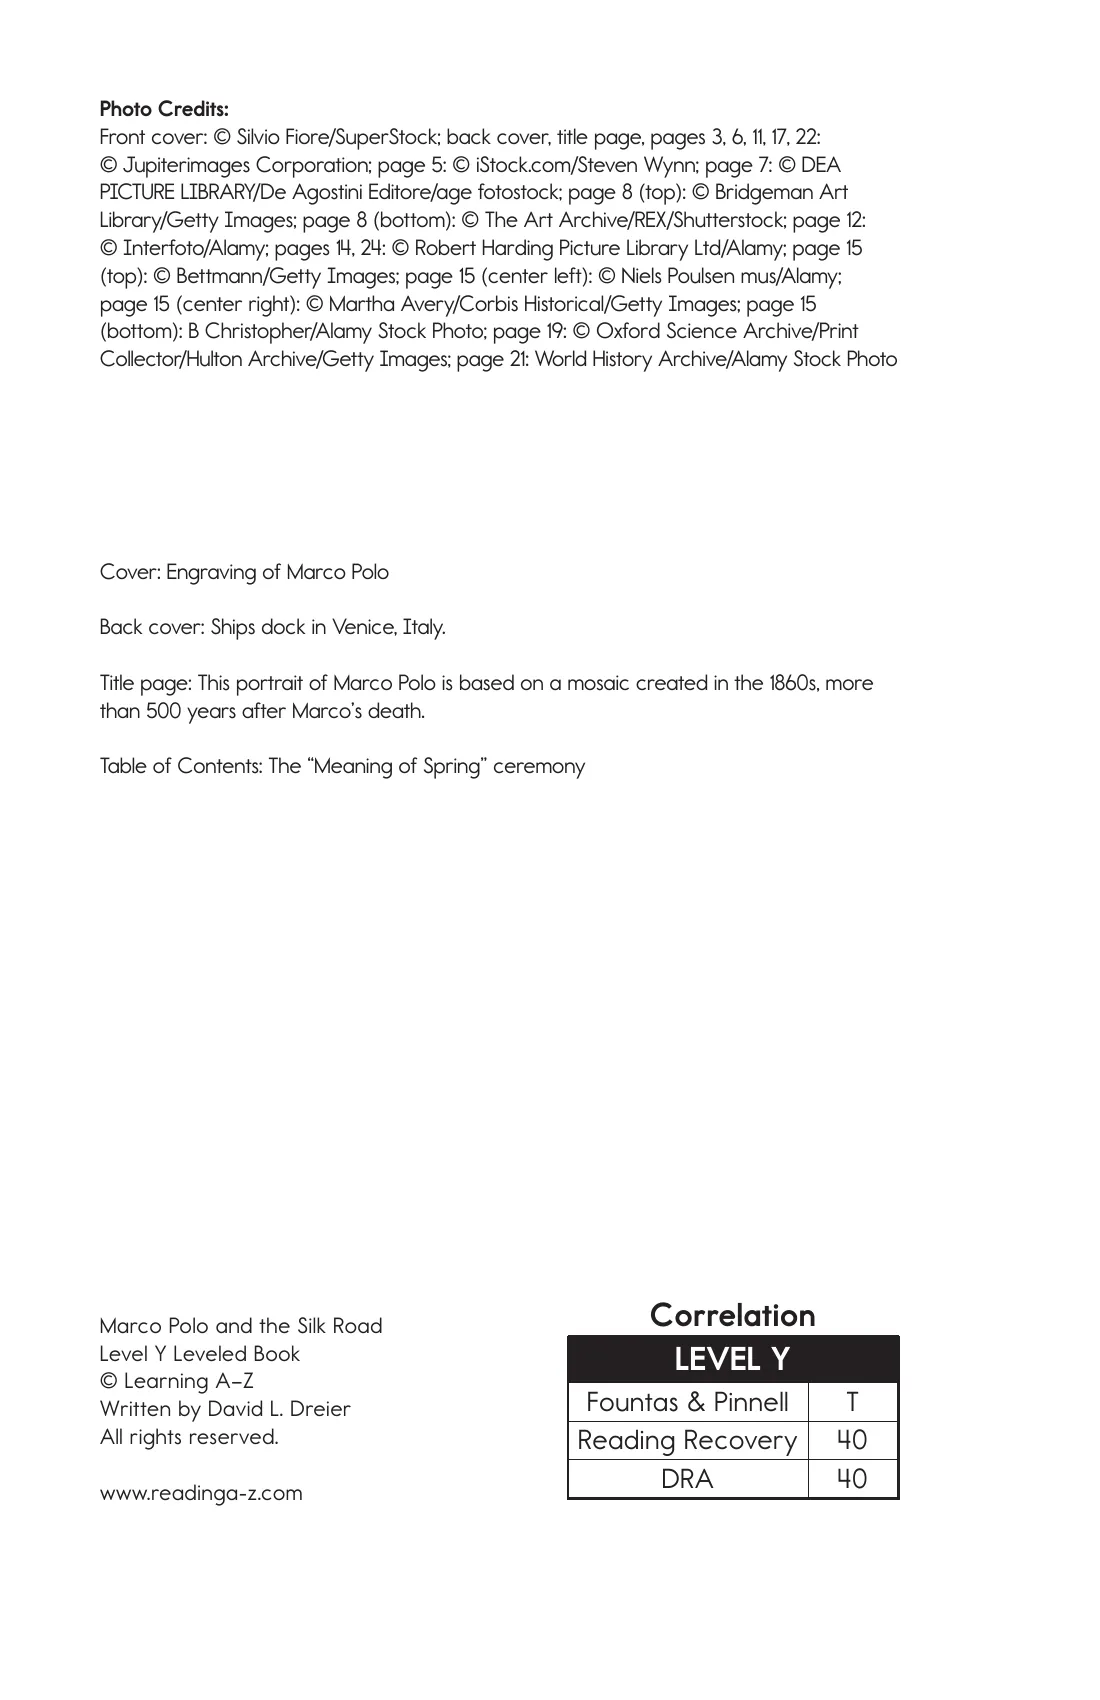 Photo Credits:
Front cover: © Silvio Fiore/SuperStock; back cover, title page, pages 3, 6, 11, 17, 22:
© Jupiterimages Corporation; page 5: © iStock.com/Steven Wynn; page 7: © DEA
PICTURE LIBRARY/De Agostini Editore/age fotostock; page 8 (top): © Bridgeman Art
Library/Getty Images; page 8 (bottom): © The Art Archive/REX/Shutterstock; page 12:
© Interfoto/Alamy; pages 14, 24: © Robert Harding Picture Library Ltd/Alamy; page 15
(top): © Bettmann/Getty Images; page 15 (center left): © Niels Poulsen mus/Alamy;
page 15 (center right): © Martha Avery/Corbis Historical/Getty Images; page 15
(bottom): B Christopher/Alamy Stock Photo; page 19: © Oxford Science Archive/Print
Collector/Hulton Archive/Getty Images; page 21: World History Archive/Alamy Stock Photo
Cover: Engraving of Marco Polo
Back cover: Ships dock in Venice, Italy.
Title page: This portrait of Marco Polo is based on a mosaic created in the 1860s, more
than 500 years after Marco’s death.
Table of Contents: The “Meaning of Spring” ceremony
Marco Polo and the Silk Road
Level Y Leveled Book
© Learning A–Z
Written by David L. Dreier
All rights reserved.
www.readinga-z.com
Correlation
LEVEL Y
Fountas & Pinnell T
Reading Recovery 40
DRA 40